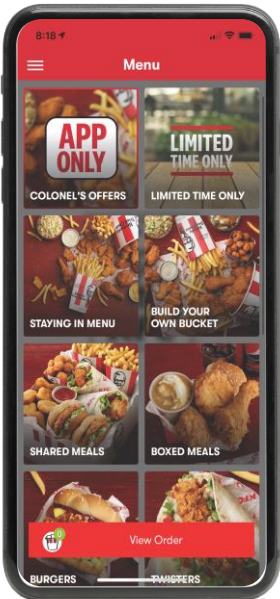 8:18
Menu
APP
ONLY
COLONEL'S OFFERS
LIMITED
TIME ONLY
LIMITED TIME ONLY
STAYING IN MENU
BUILD YOUR
OWN BUCKET
SHARED MEALS
BOXED MEALS
0
View Order
BURGERS
TWISTERS